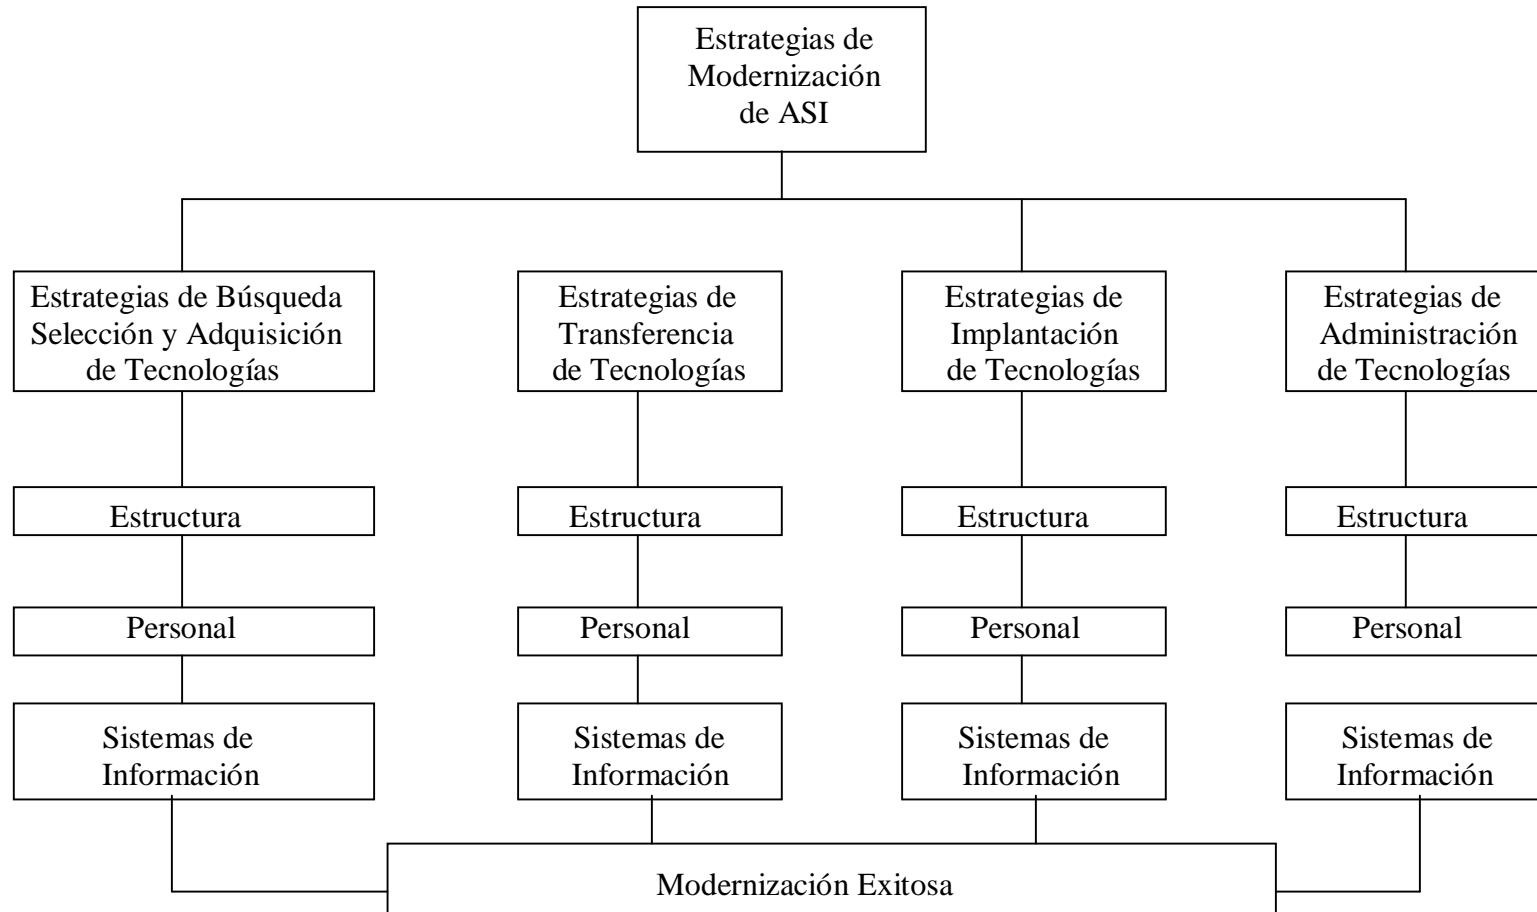 Estrategias de
Modernización
de ASI
Estrategias de Búsqueda
Selección y Adquisición
de Tecnologías
Estrategias de
Transferencia
de Tecnologías
Estrategias de
Implantación
de Tecnologías
Estrategias de
Administración
de Tecnologías
Estructura
Estructura
Estructura
Estructura
Personal
Personal
Personal
Personal
Sistemas de
Información
Sistemas de
Información
Sistemas de
Información
Sistemas de
Información
Modernización Exitosa